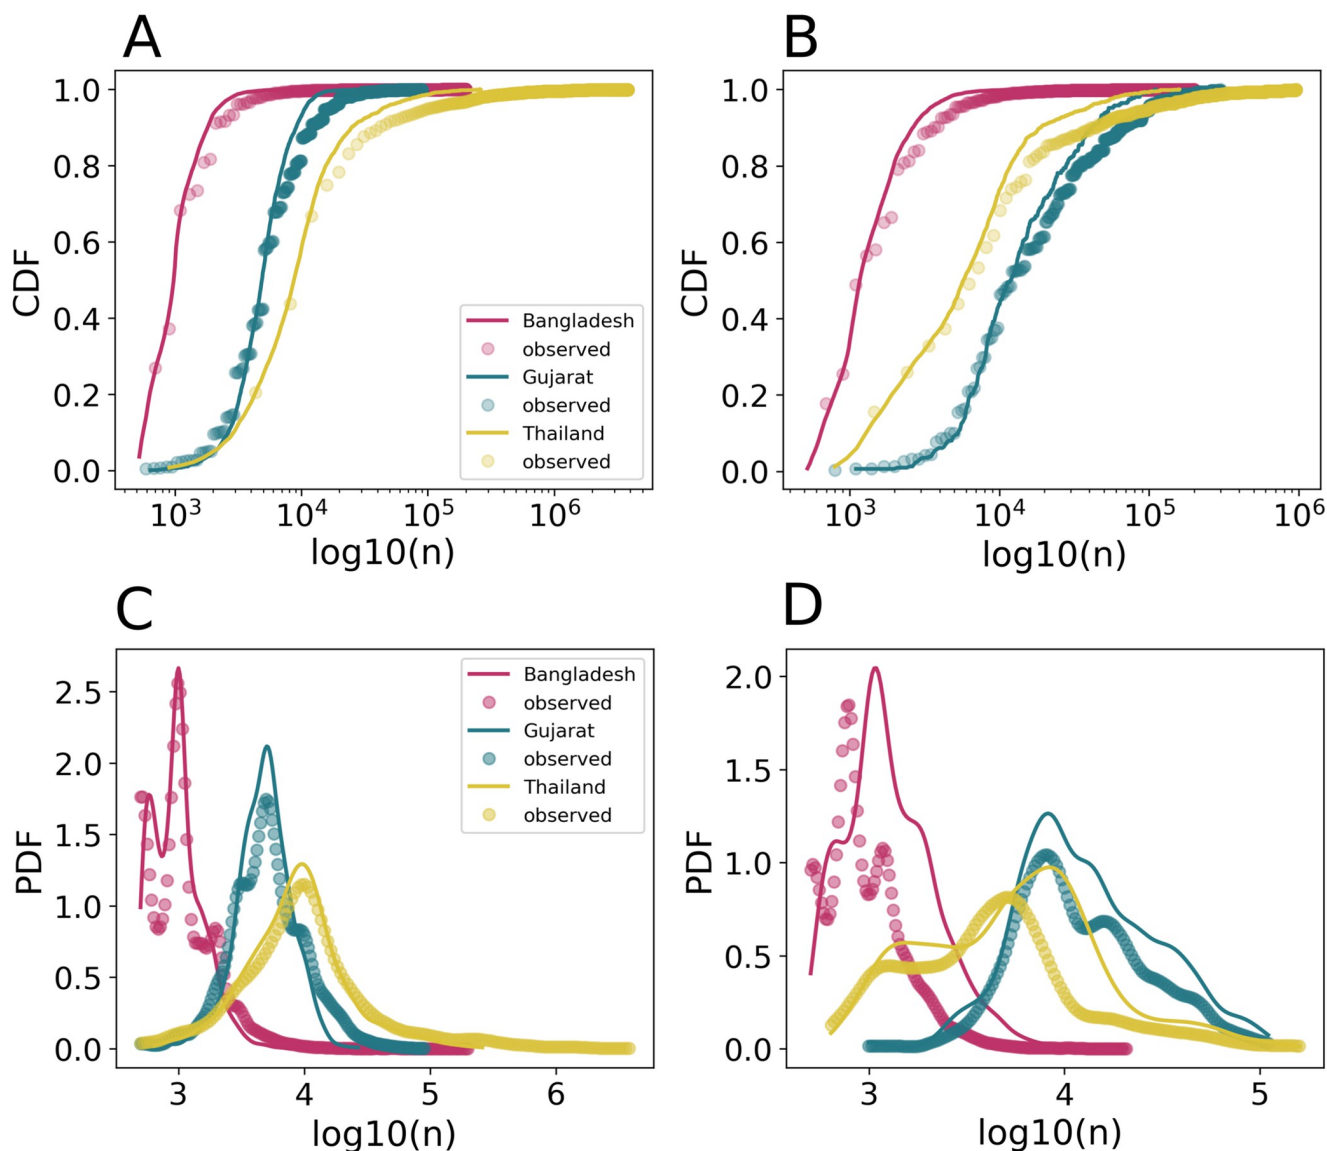 A
B
1.0
0.8
0.6
0.4
0.2
0.0
CDF
10³
10⁴
10⁵
10⁶
log10(n)
Bangladesh
observed
Gujarat
observed
Thailand
observed
1.0
0.8
0.6
0.4
0.2
0.0
CDF
10³
10⁴
10⁵
10⁶
log10(n)
C
D
2.5
2.0
1.5
1.0
0.5
0.0
PDF
3
4
5
6
log10(n)
Bangladesh
observed
Gujarat
observed
Thailand
observed
2.0
1.5
1.0
0.5
0.0
PDF
3
4
5
log10(n)